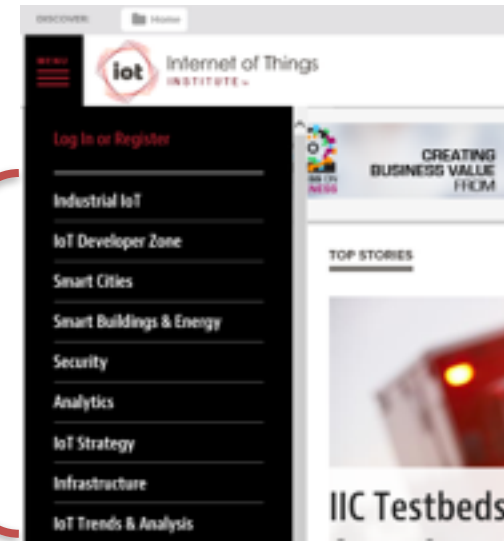 DISCOVER:
Home
MENU
iot
Internet of Things
INSTITUTE
Log In or Register
Industrial IoT
IoT Developer Zone
Smart Cities
Smart Buildings & Energy
Security
Analytics
IoT Strategy
Infrastructure
IoT Trends & Analysis
CREATING
BUSINESS VALUE
FROM
TOP STORIES
IIC Testbeds